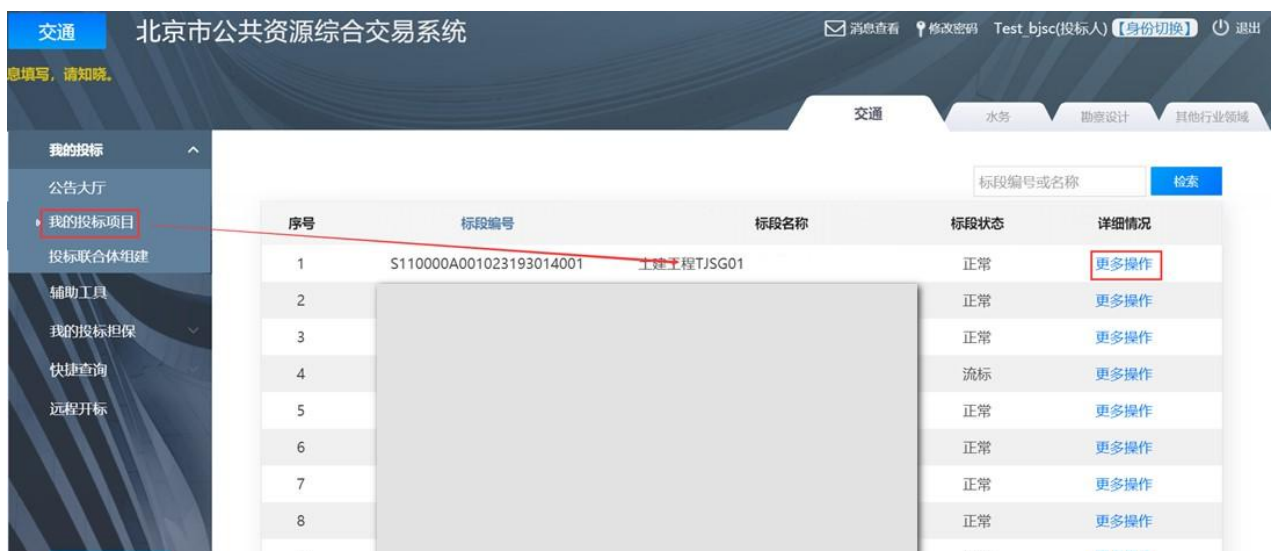 交通 北京市公共资源综合交易系统 消息查看 修改密码 Test_bjsc(投标人) 【身份切换】 退出
息填写，请知晓。
交通 水务 勘察设计 其他行业领域
我的投标
公告大厅
我的投标项目
投标联合体组建
辅助工具
我的投标担保
快捷查询
远程开标
标段编号或名称 检索
序号 标段编号 标段名称 标段状态 详细情况
1 S110000A001023193014001 土建工程TJSG01 正常 更多操作
2 正常 更多操作
3 正常 更多操作
4 流标 更多操作
5 正常 更多操作
6 正常 更多操作
7 正常 更多操作
8 正常 更多操作